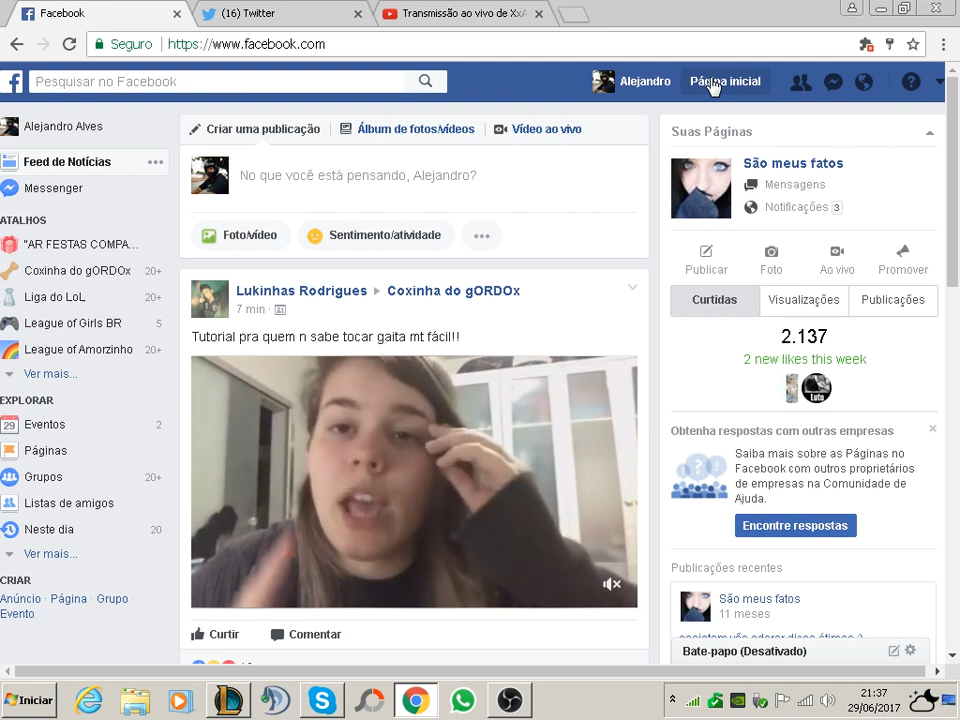 Facebook
(16) Twitter
Transmissão ao vivo de XxA
Seguro
https://www.facebook.com
Pesquisar no Facebook
Alejandro
Página inicial
Alejandro Alves
Feed de Notícias
Messenger
ATALHOS
"AR FESTAS COMPA...
Coxinha do gORDOx 20+
Liga do LoL 20+
League of Girls BR 5
League of Amorzinho 20+
Ver mais...
EXPLORAR
Eventos 2
29
Páginas
Grupos 20+
Listas de amigos
Neste dia 20
Ver mais...
CRIAR
Anúncio · Página · Grupo ·
Evento
Criar uma publicação
Álbum de fotos/vídeos
Vídeo ao vivo
No que você está pensando, Alejandro?
Foto/vídeo
Sentimento/atividade
Lukinhas Rodrigues ▸ Coxinha do gORDOx
7 min ·
Tutorial pra quem n sabe tocar gaita mt fácil!!
Curtir
Comentar
Suas Páginas
São meus fatos
Mensagens
Notificações 3
Publicar
Foto
Ao vivo
Promover
Curtidas
Visualizações
Publicações
2.137
2 new likes this week
Luto
Obtenha respostas com outras empresas
Saiba mais sobre as Páginas no
Facebook com outros proprietários
de empresas na Comunidade de
Ajuda.
Encontre respostas
Publicações recentes
São meus fatos
11 meses
Bate-papo (Desativado)
Iniciar
21:37
29/06/2017